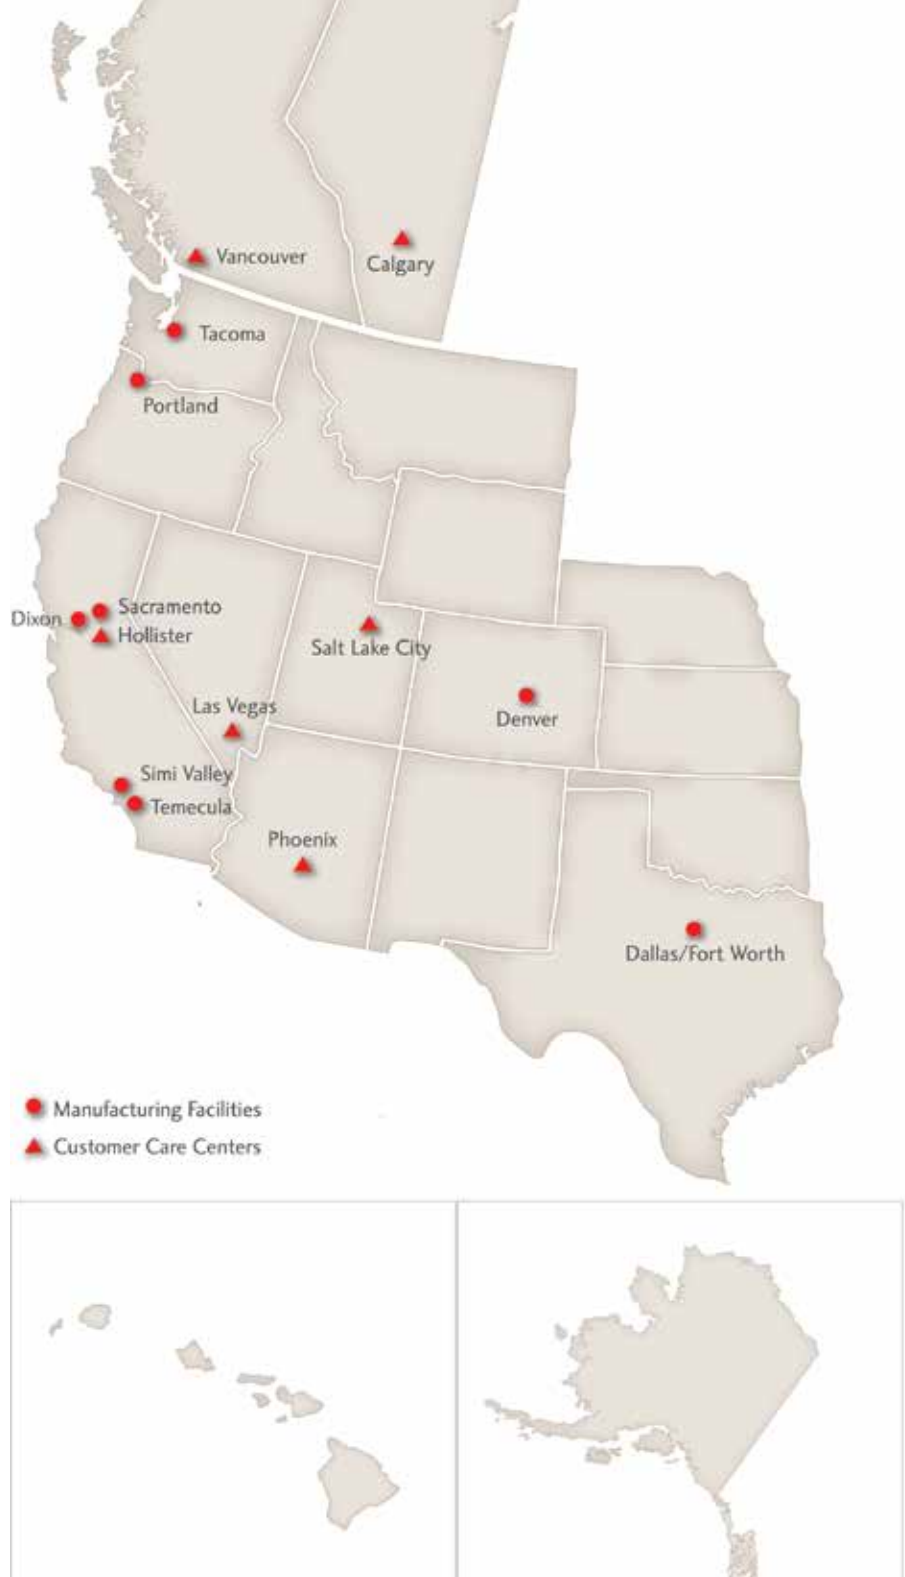 Vancouver
Calgary
Tacoma
Portland
Sacramento
Dixon
Hollister
Salt Lake City
Las Vegas
Denver
Simi Valley
Temecula
Phoenix
Dallas/Fort Worth
Manufacturing Facilities
Customer Care Centers